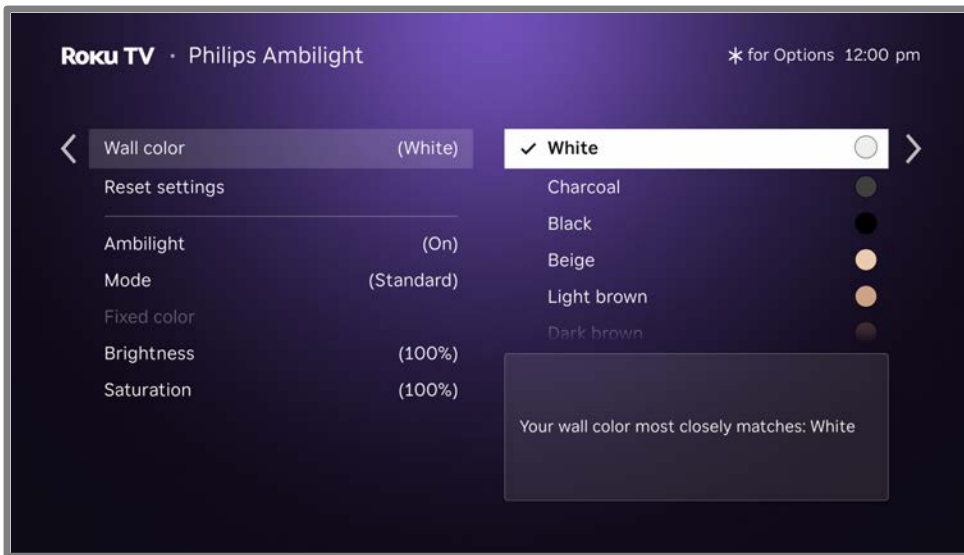 Roku TV · Philips Ambilight
* for Options 12:00 pm
Wall color (White)
Reset settings
Ambilight (On)
Mode (Standard)
Fixed color
Brightness (100%)
Saturation (100%)
✓ White
Charcoal
Black
Beige
Light brown
Dark brown
Your wall color most closely matches: White